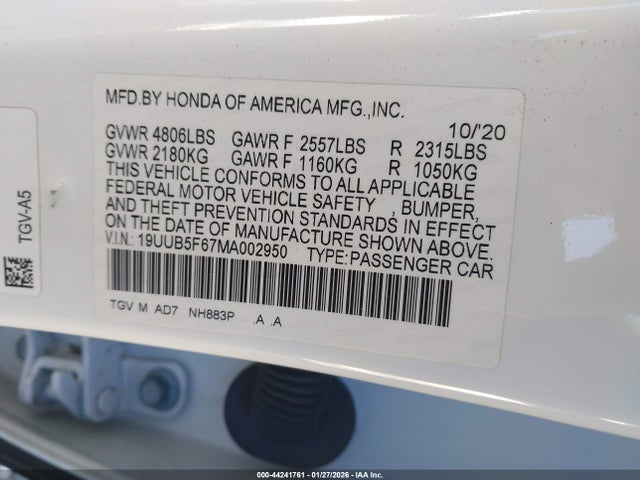 MFD.BY HONDA OF AMERICA MFG.,INC.
10/'20
GVWR 4806LBS GAWR F 2557LBS R 2315LBS
GVWR 2180KG GAWR F 1160KG R 1050KG
THIS VEHICLE CONFORMS TO ALL APPLICABLE
FEDERAL MOTOR VEHICLE SAFETY , BUMPER,
AND THEFT PREVENTION STANDARDS IN EFFECT
ON THE DATE OF MANUFACTURE SHOWN ABOVE.
V.I.N: 19UUB5F67MA002950 TYPE:PASSENGER CAR
TGV M AD7 NH883P .A .A
TGV-A5
000-44241761 | 01/27/2026 - IAA Inc.